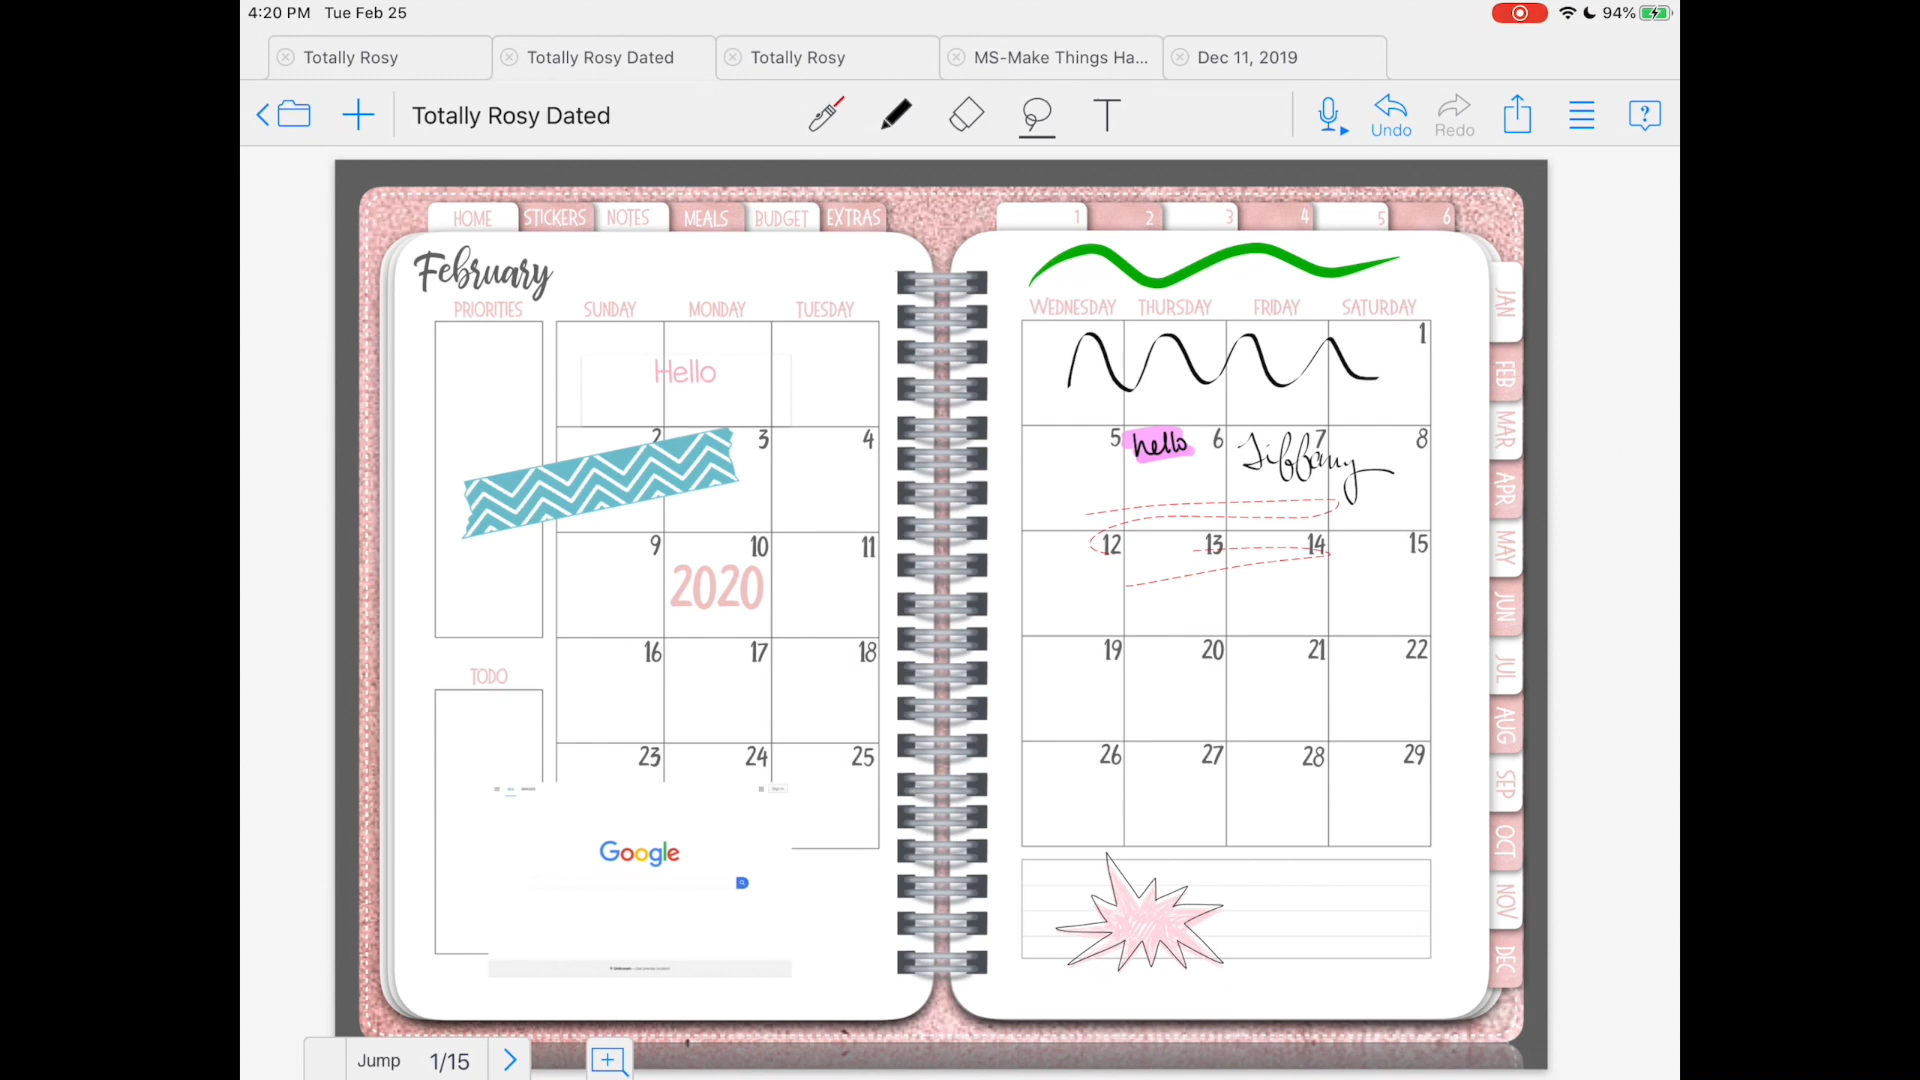 4:20 PM Tue Feb 25 94%
Totally Rosy Totally Rosy Dated Totally Rosy MS-Make Things Ha... Dec 11, 2019
Totally Rosy Dated T Undo Redo ?
HOME STICKERS NOTES MEALS BUDGET EXTRAS 1 2 3 4 5 6
February
PRIORITIES SUNDAY MONDAY TUESDAY WEDNESDAY THURSDAY FRIDAY SATURDAY
1
Hello
2 3 4 5 hello 6 Tiffany 7 8
9 10 11 12 13 14 15
2020
16 17 18 19 20 21 22
TODO
23 24 25 26 27 28 29
ALL IMAGES Sign in
Google
JAN
FEB
MAR
APR
MAY
JUN
JUL
AUG
SEP
OCT
NOV
DEC
Jump 1/15